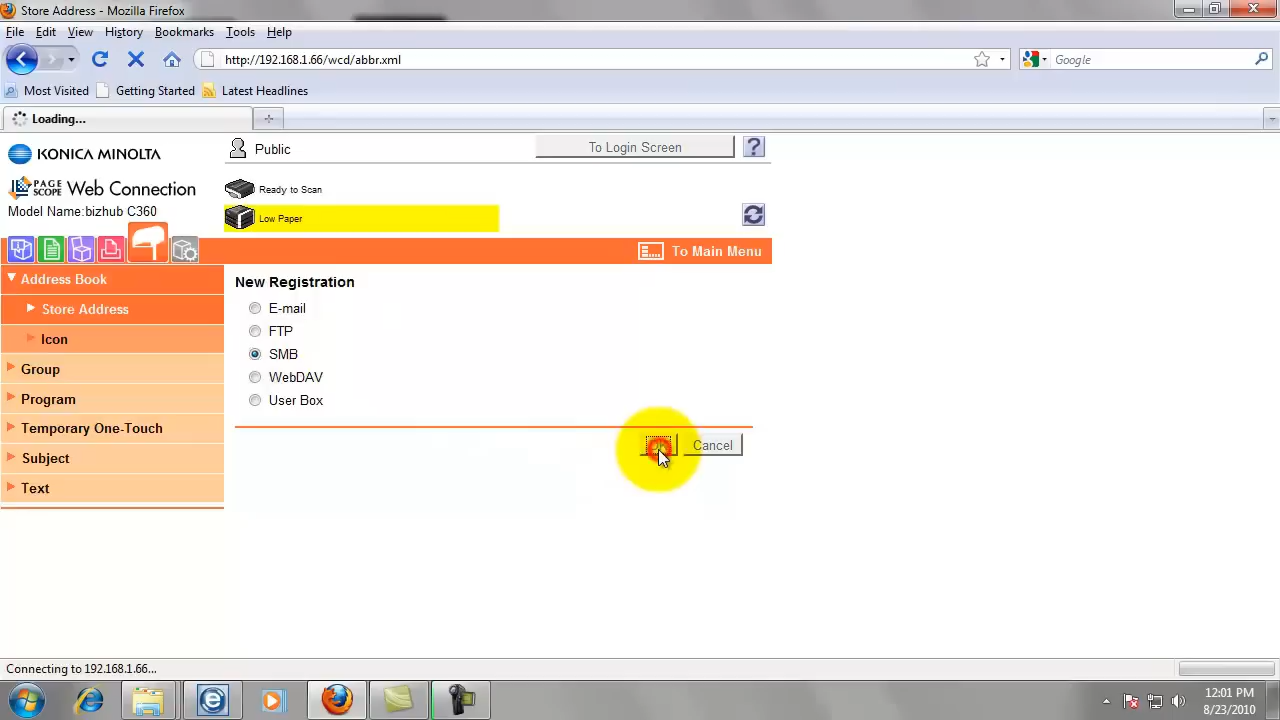 Store Address - Mozilla Firefox
File Edit View History Bookmarks Tools Help
http://192.168.1.66/wcd/abbr.xml
Google
Most Visited Getting Started Latest Headlines
Loading...
KONICA MINOLTA
Public
To Login Screen
?
PAGE SCOPE Web Connection
Ready to Scan
Model Name:bizhub C360
Low Paper
To Main Menu
Address Book
Store Address
Icon
Group
Program
Temporary One-Touch
Subject
Text
New Registration
E-mail
FTP
SMB
WebDAV
User Box
Cancel
Connecting to 192.168.1.66...
12:01 PM
8/23/2010